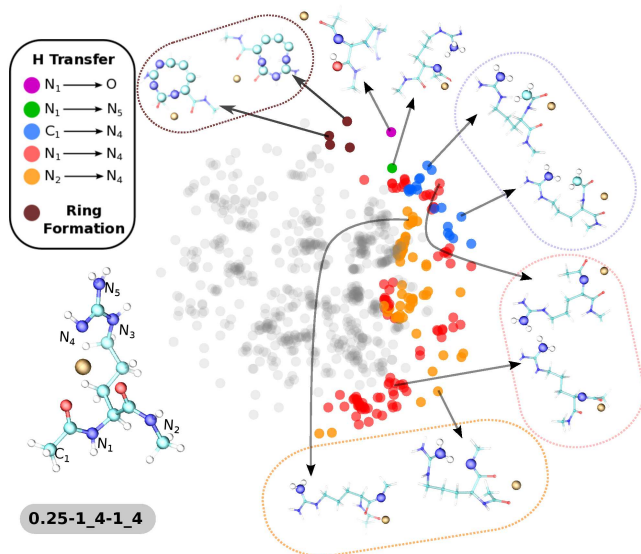 H Transfer
N₁ ⟶ O
N₁ ⟶ N₅
C₁ ⟶ N₄
N₁ ⟶ N₄
N₂ ⟶ N₄
Ring
Formation
N₅
N₄
N₃
N₂
N₁
C₁
0.25-1_4-1_4